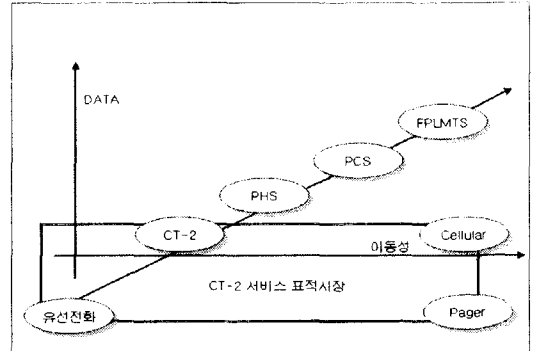 DATA
FPLMTS
PCS
PHS
CT-2
Cellular
이동성
CT-2 서비스 표적시장
유선전화
Pager